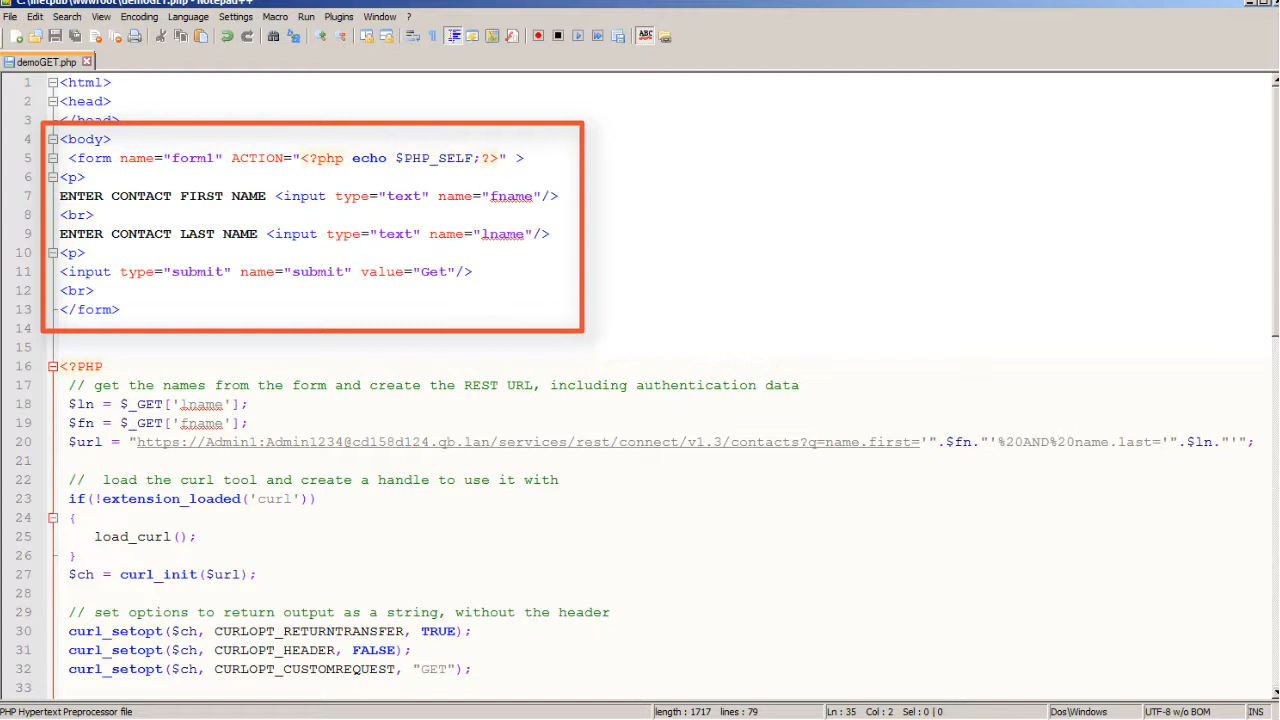 C:\inetpub\wwwroot\demoGET.php - Notepad++
File Edit Search View Encoding Language Settings Macro Run Plugins Window ?
ABC
demoGET.php
1 <html>
2 <head>
3 </head>
4 <body>
5 <form name="form1" ACTION="<?php echo $PHP_SELF;?>" >
6 <p>
7 ENTER CONTACT FIRST NAME <input type="text" name="fname"/>
8 <br>
9 ENTER CONTACT LAST NAME <input type="text" name="lname"/>
10 <p>
11 <input type="submit" name="submit" value="Get"/>
12 <br>
13 </form>
14
15
16 <?PHP
17 // get the names from the form and create the REST URL, including authentication data
18 $ln = $_GET['lname'];
19 $fn = $_GET['fname'];
20 $url = "https://Admin1:Admin1234@cd158d124.qb.lan/services/rest/connect/v1.3/contacts?q=name.first='".$fn."'%20AND%20name.last='".$ln."'";
21
22 // load the curl tool and create a handle to use it with
23 if(!extension_loaded('curl'))
24 {
25 load_curl();
26 }
27 $ch = curl_init($url);
28
29 // set options to return output as a string, without the header
30 curl_setopt($ch, CURLOPT_RETURNTRANSFER, TRUE);
31 curl_setopt($ch, CURLOPT_HEADER, FALSE);
32 curl_setopt($ch, CURLOPT_CUSTOMREQUEST, "GET");
33
PHP Hypertext Preprocessor file length : 1717 lines : 79 Ln : 35 Col : 2 Sel : 0 | 0 Dos\Windows UTF-8 w/o BOM INS